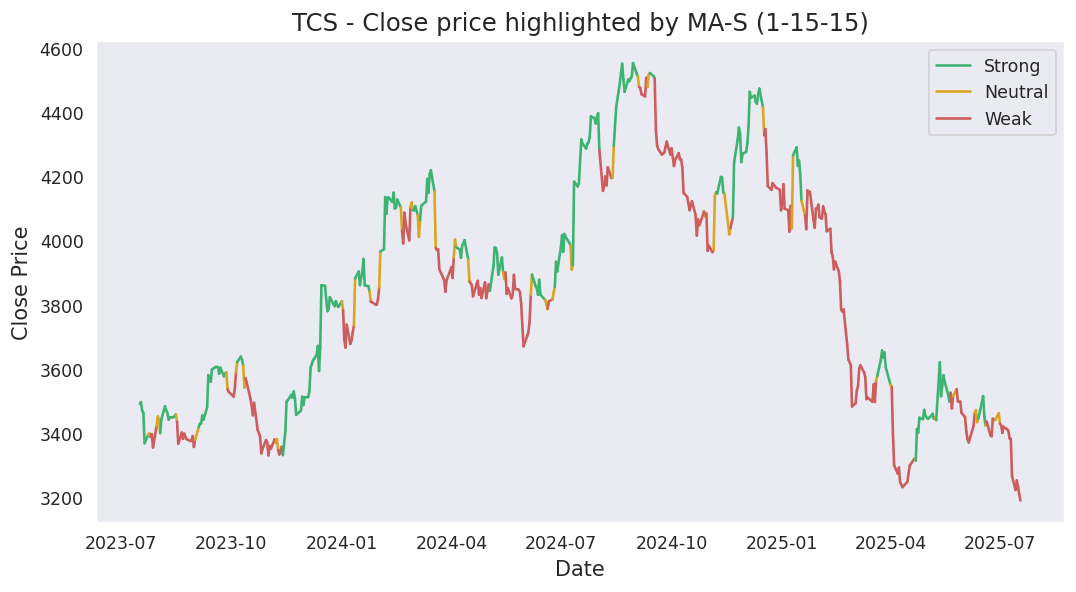 TCS - Close price highlighted by MA-S (1-15-15)
Strong
Neutral
Weak
Close Price
4600
4400
4200
4000
3800
3600
3400
3200
2023-07 2023-10 2024-01 2024-04 2024-07 2024-10 2025-01 2025-04 2025-07
Date